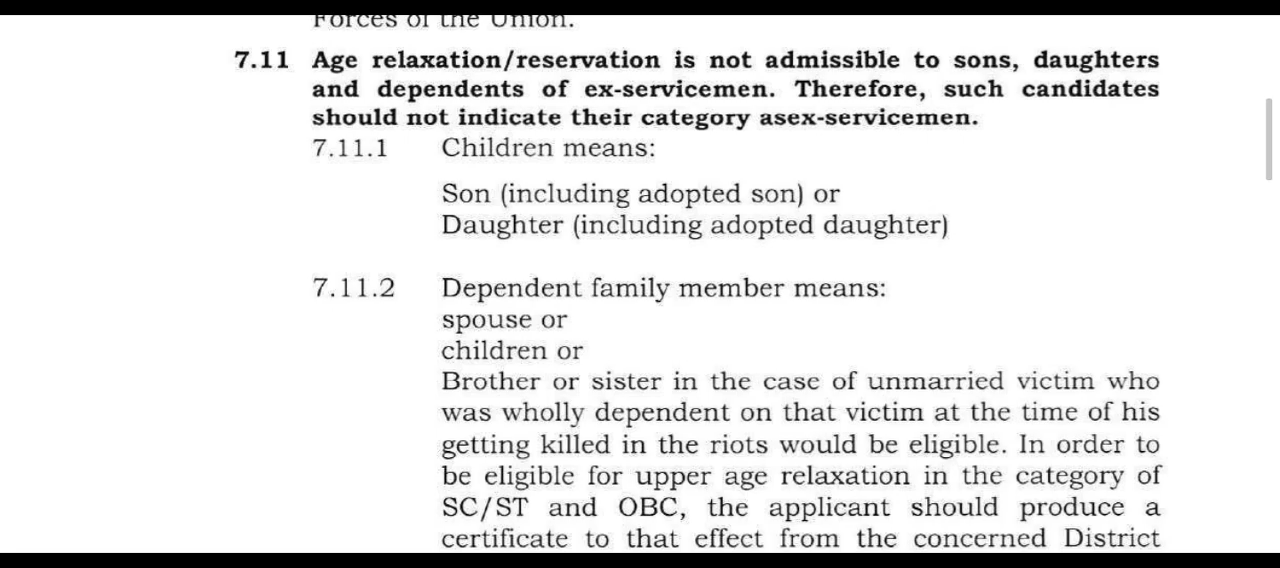 Forces of the Union.
7.11 Age relaxation/reservation is not admissible to sons, daughters
and dependents of ex-servicemen. Therefore, such candidates
should not indicate their category asex-servicemen.
7.11.1 Children means:
Son (including adopted son) or
Daughter (including adopted daughter)
7.11.2 Dependent family member means:
spouse or
children or
Brother or sister in the case of unmarried victim who
was wholly dependent on that victim at the time of his
getting killed in the riots would be eligible. In order to
be eligible for upper age relaxation in the category of
SC/ST and OBC, the applicant should produce a
certificate to that effect from the concerned District